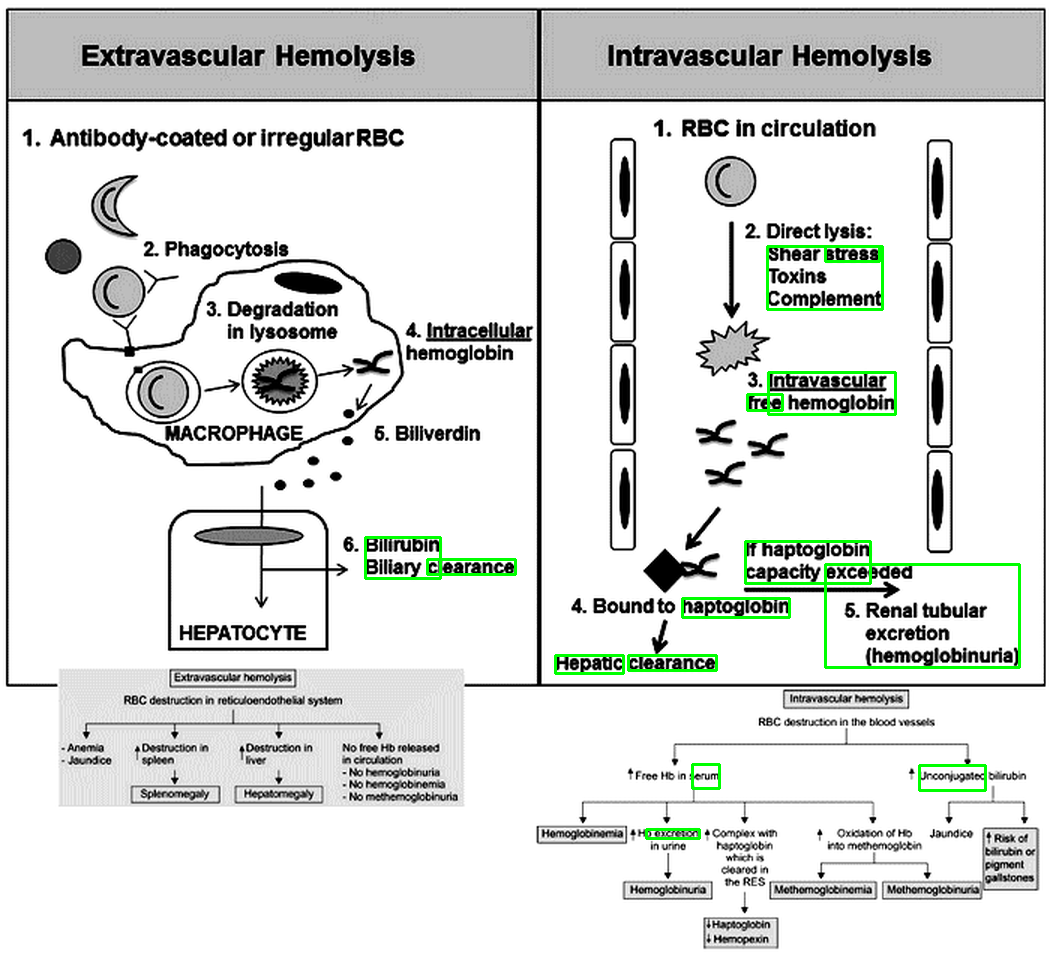 Extravascular Hemolysis
1. Antibody-coated or irregular RBC
2. Phagocytosis
3. Degradation
in lysosome
4. Intracellular
hemoglobin
MACROPHAGE
5. Biliverdin
6. Bilirubin
Biliary clearance
HEPATOCYTE
Intravascular Hemolysis
1. RBC in circulation
2. Direct lysis:
Shear stress
Toxins
Complement
3. Intravascular
free hemoglobin
If haptoglobin
capacity exceeded
4. Bound to haptoglobin
5. Renal tubular
excretion
(hemoglobinuria)
Hepatic clearance
Extravascular hemolysis
RBC destruction in reticuloendothelial system
- Anemia
- Jaundice
↑Destruction in
spleen
Splenomegaly
↑Destruction in
liver
Hepatomegaly
No free Hb released
in circulation
- No hemoglobinuria
- No hemoglobinemia
- No methemoglobinuria
Intravascular hemolysis
RBC destruction in the blood vessels
↑Free Hb in serum
↑Unconjugated bilirubin
Hemoglobinemia
↑Hb excretion
in urine
Hemoglobinuria
↑Complex with
haptoglobin
which is
cleared in
the RES
↓Haptoglobin
↓Hemopexin
↑ Oxidation of Hb
into methemoglobin
Methemoglobinemia
Methemoglobinuria
Jaundice
↑Risk of
bilirubin or
pigment
gallstones